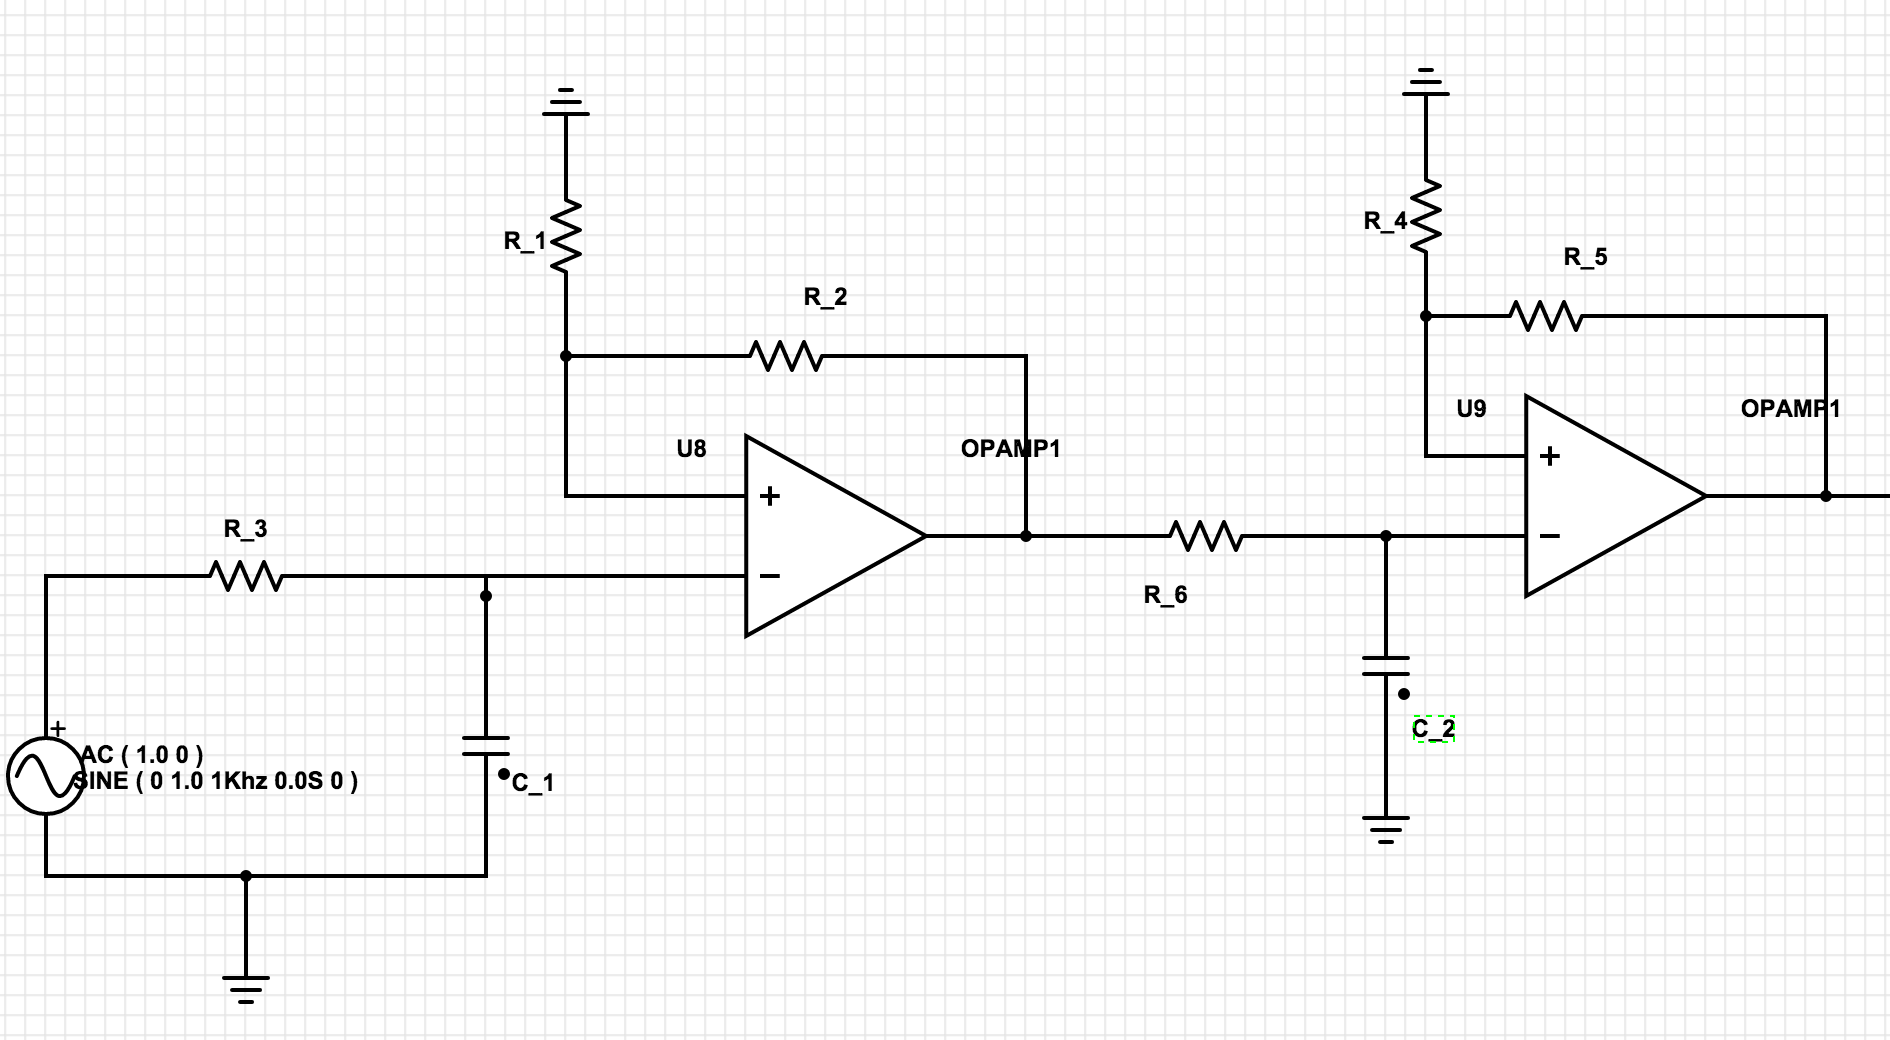 R_4
R_1
R_5
R_2
U9
OPAMP1
U8
OPAMP1
+
+
R_3
−
−
R_6
+
C_2
AC ( 1.0 0 )
SINE ( 0 1.0 1Khz 0.0S 0 )
C_1